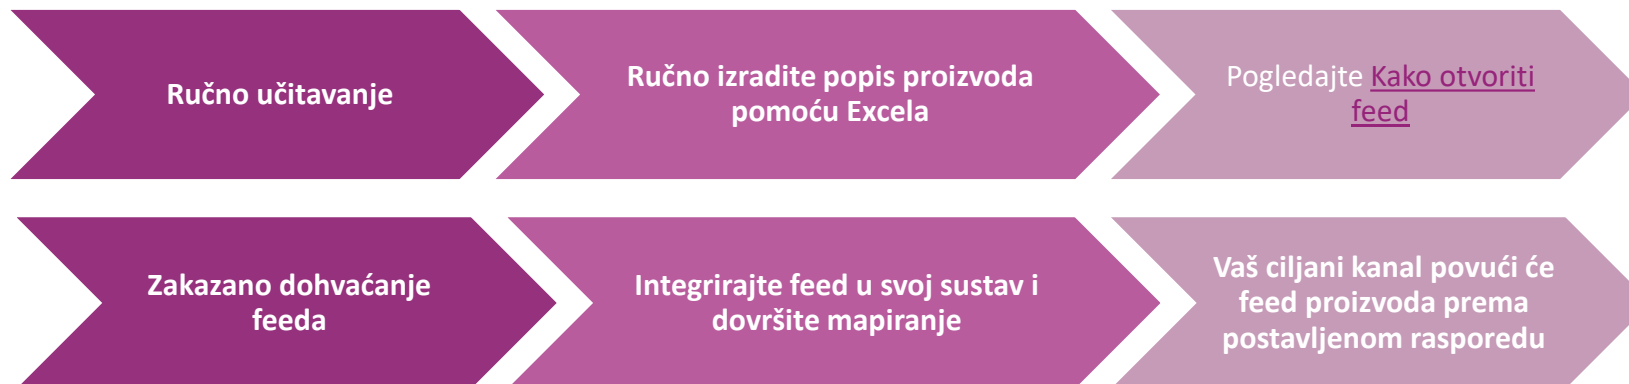 Ručno učitavanje
Ručno izradite popis proizvoda
pomoću Excela
Pogledajte Kako otvoriti
feed
Zakazano dohvaćanje
feeda
Integrirajte feed u svoj sustav i
dovršite mapiranje
Vaš ciljani kanal povući će
feed proizvoda prema
postavljenom rasporedu